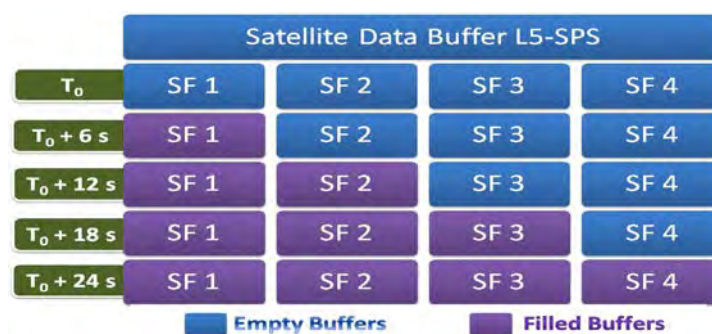 Satellite Data Buffer L5-SPS
T₀ SF 1 SF 2 SF 3 SF 4
T₀ + 6 s SF 1 SF 2 SF 3 SF 4
T₀ + 12 s SF 1 SF 2 SF 3 SF 4
T₀ + 18 s SF 1 SF 2 SF 3 SF 4
T₀ + 24 s SF 1 SF 2 SF 3 SF 4
Empty Buffers Filled Buffers